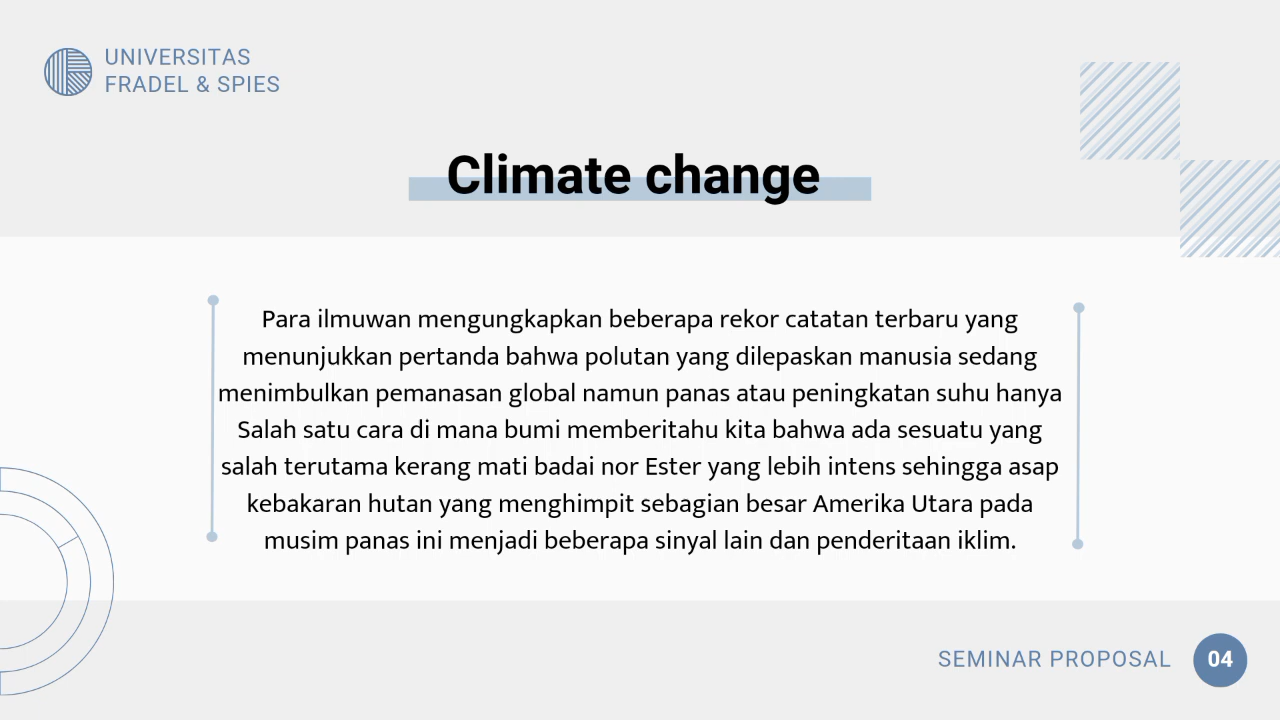 UNIVERSITAS
FRADEL & SPIES
Climate change
Para ilmuwan mengungkapkan beberapa rekor catatan terbaru yang
menunjukkan pertanda bahwa polutan yang dilepaskan manusia sedang
menimbulkan pemanasan global namun panas atau peningkatan suhu hanya
Salah satu cara di mana bumi memberitahu kita bahwa ada sesuatu yang
salah terutama kerang mati badai nor Ester yang lebih intens sehingga asap
kebakaran hutan yang menghimpit sebagian besar Amerika Utara pada
musim panas ini menjadi beberapa sinyal lain dan penderitaan iklim.
SEMINAR PROPOSAL 04